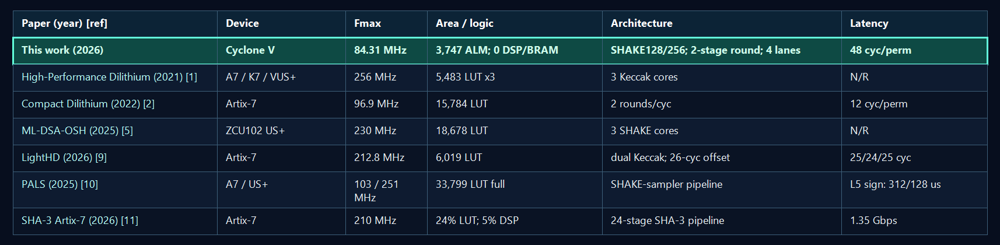 Paper (year) [ref] Device Fmax Area / logic Architecture Latency
This work (2026) Cyclone V 84.31 MHz 3,747 ALM; 0 DSP/BRAM SHAKE128/256; 2-stage round; 4 lanes 48 cyc/perm
High-Performance Dilithium (2021) [1] A7 / K7 / VUS+ 256 MHz 5,483 LUT x3 3 Keccak cores N/R
Compact Dilithium (2022) [2] Artix-7 96.9 MHz 15,784 LUT 2 rounds/cyc 12 cyc/perm
ML-DSA-OSH (2025) [5] ZCU102 US+ 230 MHz 18,678 LUT 3 SHAKE cores N/R
LightHD (2026) [9] Artix-7 212.8 MHz 6,019 LUT dual Keccak; 26-cyc offset 25/24/25 cyc
PALS (2025) [10] A7 / US+ 103 / 251 33,799 LUT full SHAKE-sampler pipeline L5 sign: 312/128 us
MHz
SHA-3 Artix-7 (2026) [11] Artix-7 210 MHz 24% LUT; 5% DSP 24-stage SHA-3 pipeline 1.35 Gbps